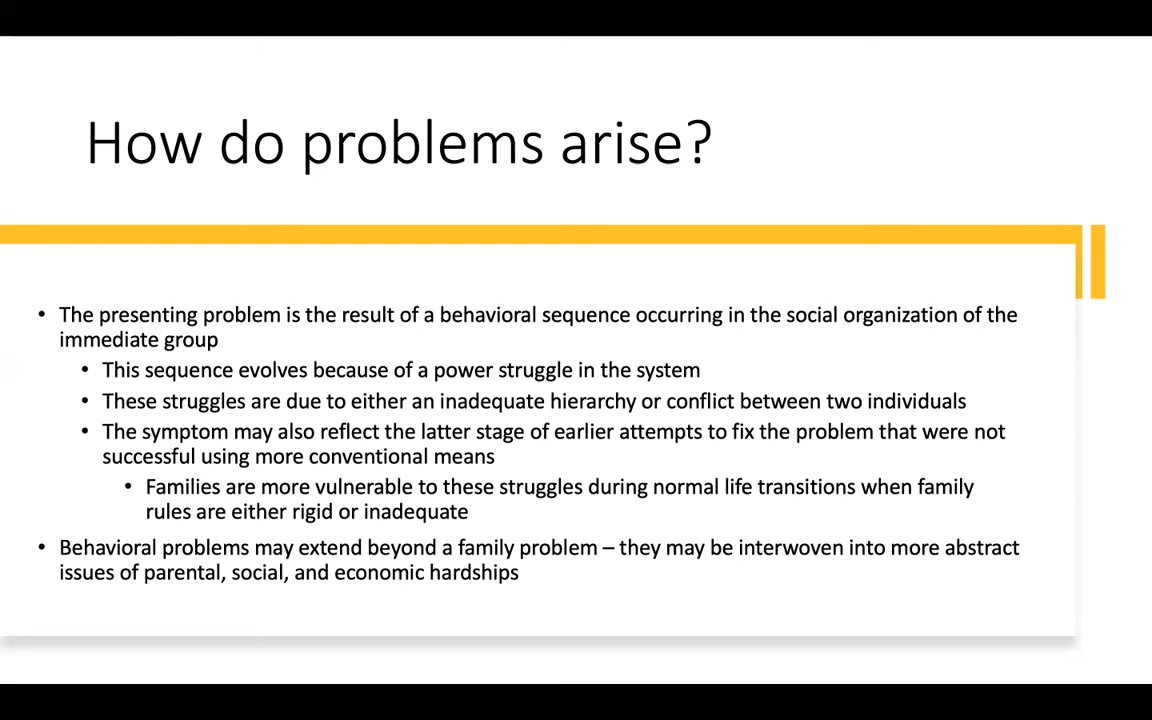 How do problems arise?
• The presenting problem is the result of a behavioral sequence occurring in the social organization of the
immediate group
• This sequence evolves because of a power struggle in the system
• These struggles are due to either an inadequate hierarchy or conflict between two individuals
• The symptom may also reflect the latter stage of earlier attempts to fix the problem that were not
successful using more conventional means
• Families are more vulnerable to these struggles during normal life transitions when family
rules are either rigid or inadequate
• Behavioral problems may extend beyond a family problem – they may be interwoven into more abstract
issues of parental, social, and economic hardships